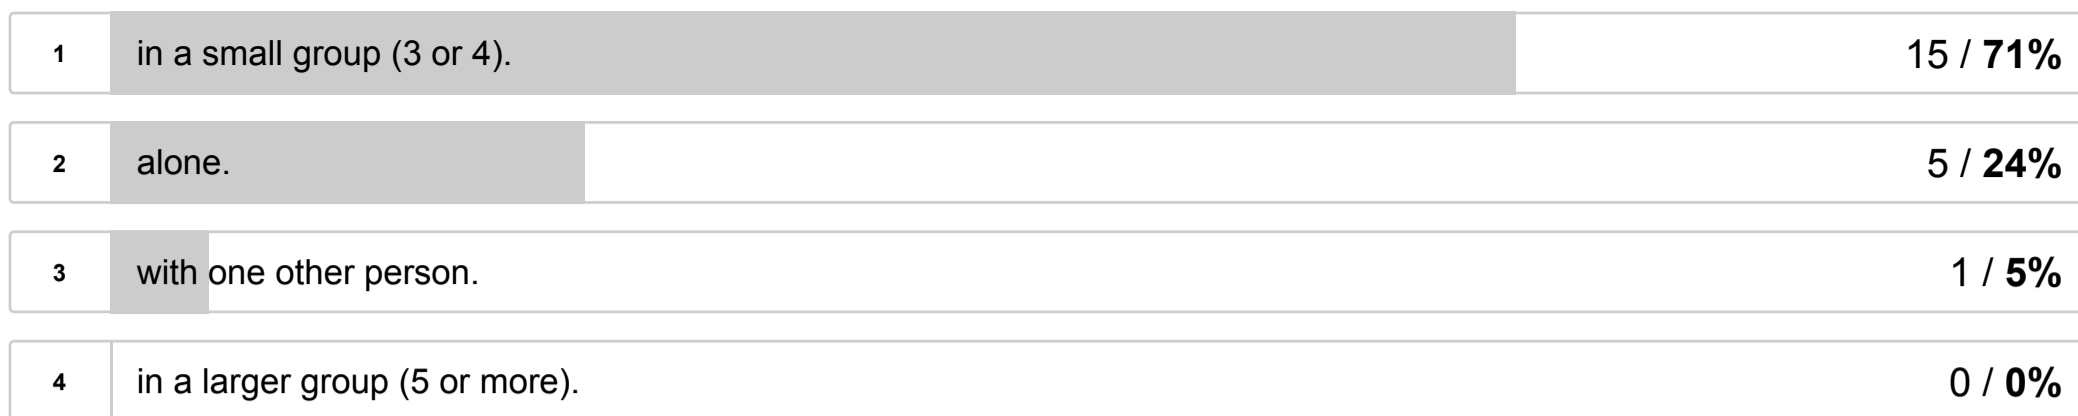 1 in a small group (3 or 4). 15 / 71%
2 alone. 5 / 24%
3 with one other person. 1 / 5%
4 in a larger group (5 or more). 0 / 0%